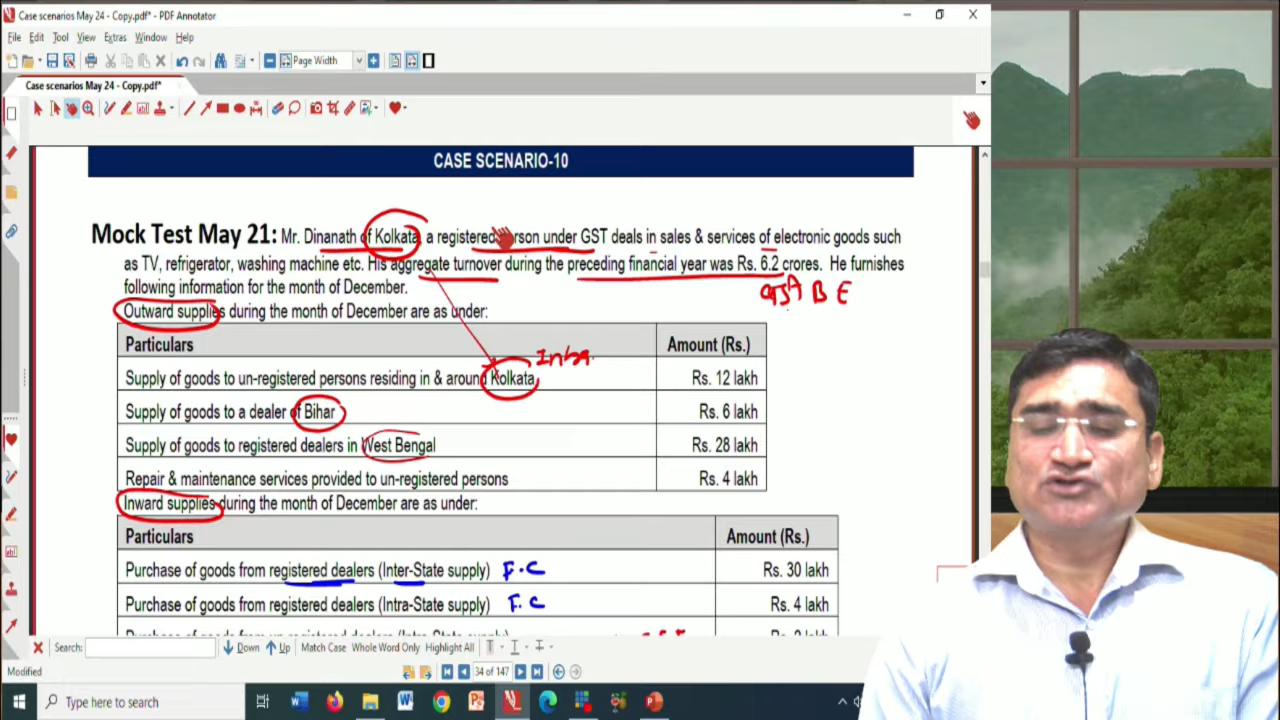 Case scenarios May 24 - Copy.pdf* - PDF Annotator
File Edit Tool View Extras Window Help
Page Width
Case scenarios May 24 - Copy.pdf*
CASE SCENARIO-10
Mock Test May 21: Mr. Dinanath of Kolkata, a registered person under GST deals in sales & services of electronic goods such
as TV, refrigerator, washing machine etc. His aggregate turnover during the preceding financial year was Rs. 6.2 crores. He furnishes
following information for the month of December.
B E
Outward supplies during the month of December are as under:
Particulars Amount (Rs.)
Intra.
Supply of goods to un-registered persons residing in & around Kolkata Rs. 12 lakh
Supply of goods to a dealer of Bihar Rs. 6 lakh
Supply of goods to registered dealers in West Bengal Rs. 28 lakh
Repair & maintenance services provided to un-registered persons Rs. 4 lakh
Inward supplies during the month of December are as under:
Particulars Amount (Rs.)
Purchase of goods from registered dealers (Inter-State supply) F.C Rs. 30 lakh
Purchase of goods from registered dealers (Intra-State supply) F.C Rs. 4 lakh
Search: Down Up Match Case Whole Word Only Highlight All
Modified 34 of 147
Type here to search